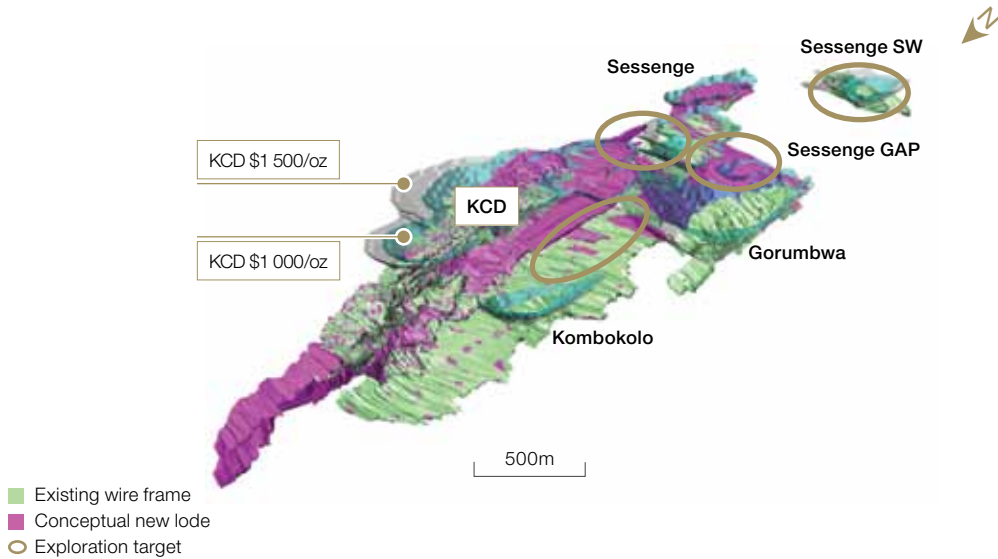 N
Sessenge SW
Sessenge
KCD $1 500/oz
Sessenge GAP
KCD
KCD $1 000/oz
Gorumbwa
Kombokolo
500m
Existing wire frame
Conceptual new lode
Exploration target